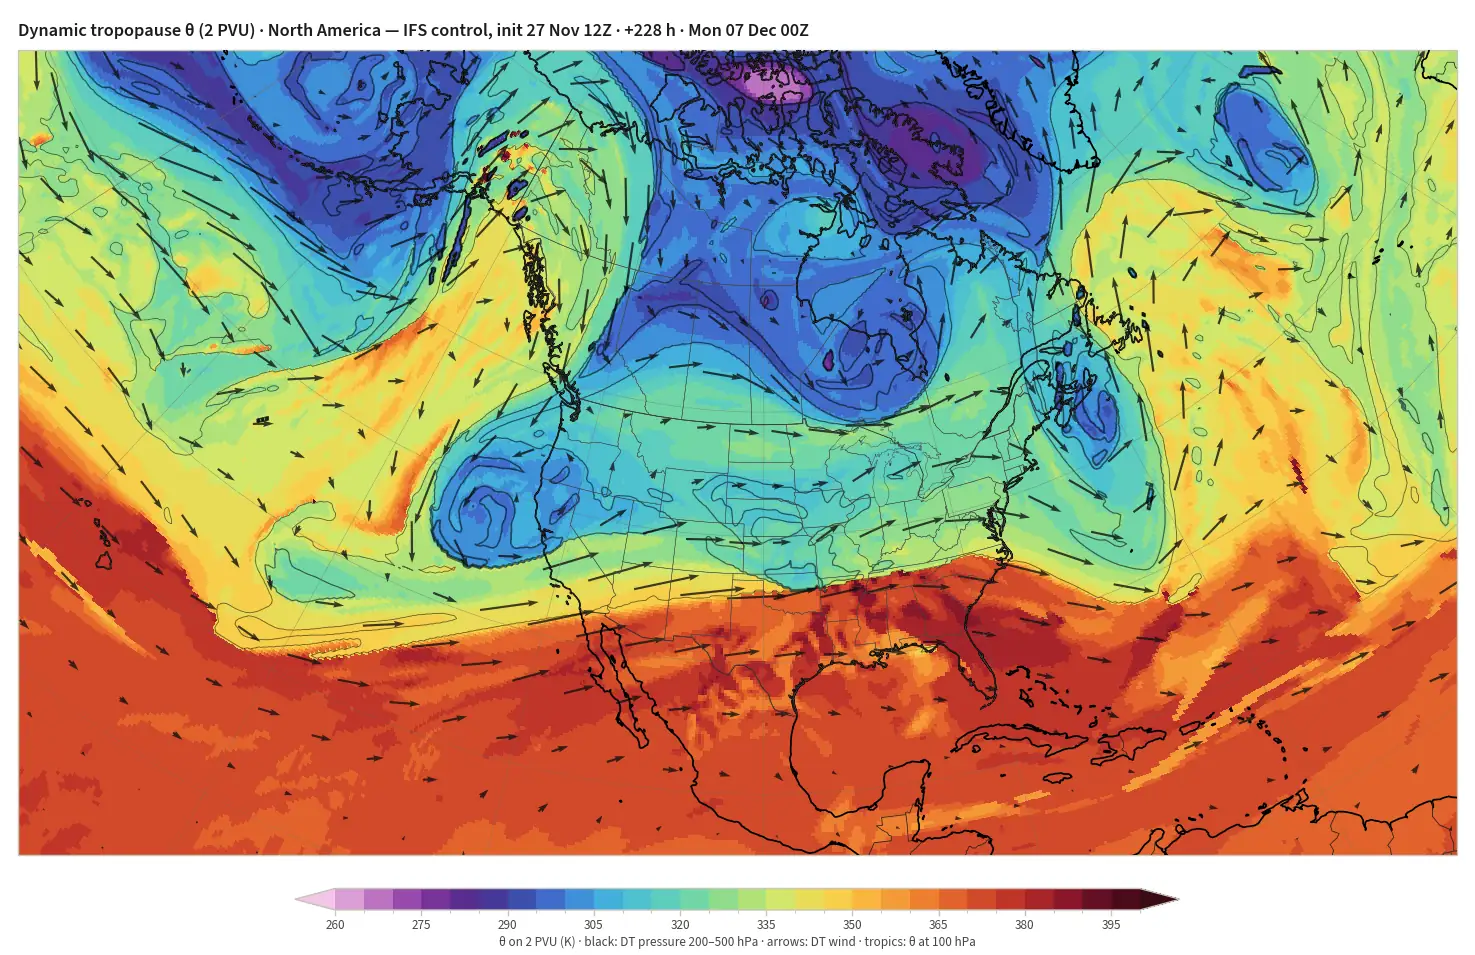 Dynamic tropopause θ (2 PVU) · North America — IFS control, init 27 Nov 12Z · +228 h · Mon 07 Dec 00Z
260 275 290 305 320 335 350 365 380 395
θ on 2 PVU (K) · black: DT pressure 200–500 hPa · arrows: DT wind · tropics: θ at 100 hPa